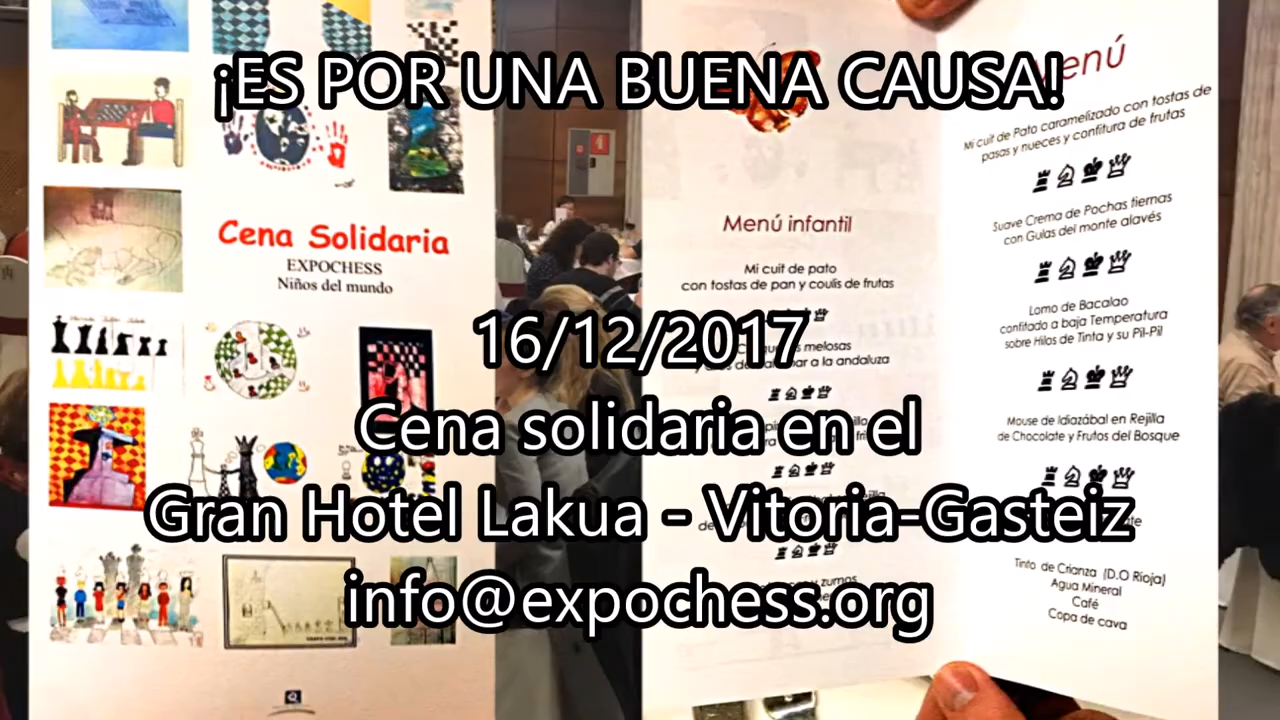 ¡ES POR UNA BUENA CAUSA!
16/12/2017
Cena solidaria en el
Gran Hotel Lakua - Vitoria-Gasteiz
info@expochess.org
Cena Solidaria
EXPOCHESS
Niños del mundo
Menú infantil
Mi cuit de pato
con tostas de pan y coulis de frutas
melosas
a la andaluza
y zumos
Mi cuit de Pato caramelizado con tostas de
pasas y nueces y confitura de frutas
Suave Crema de Pochas tiernas
con Gulas del monte alavés
Lomo de Bacalao
confitado a baja Temperatura
sobre Hilos de Tinta y su Pil-Pil
Mouse de Idiazábal en Rejilla
de Chocolate y Frutos del Bosque
Tinto de Crianza (D.O Rioja)
Agua Mineral
Café
Copa de cava